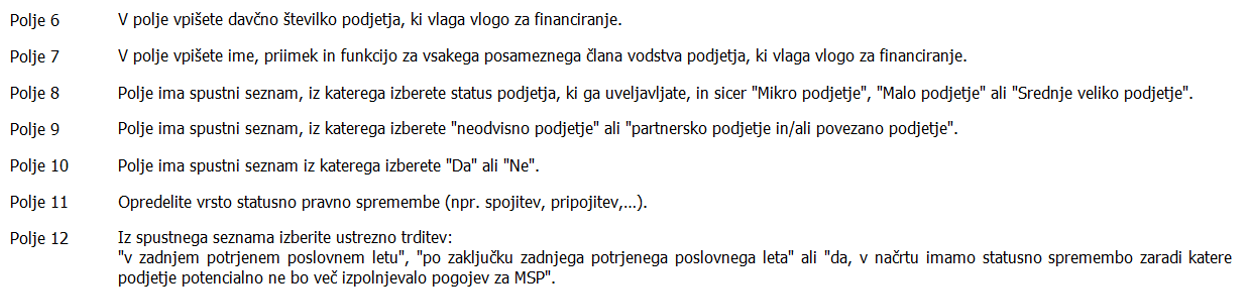 Polje 6 V polje vpišete davčno številko podjetja, ki vlaga vlogo za financiranje.
Polje 7 V polje vpišete ime, priimek in funkcijo za vsakega posameznega člana vodstva podjetja, ki vlaga vlogo za financiranje.
Polje 8 Polje ima spustni seznam, iz katerega izberete status podjetja, ki ga uveljavljate, in sicer "Mikro podjetje", "Malo podjetje" ali "Srednje veliko podjetje".
Polje 9 Polje ima spustni seznam, iz katerega izberete "neodvisno podjetje" ali "partnersko podjetje in/ali povezano podjetje".
Polje 10 Polje ima spustni seznam iz katerega izberete "Da" ali "Ne".
Polje 11 Opredelite vrsto statusno pravno spremembe (npr. spojitev, pripojitev,...).
Polje 12 Iz spustnega seznama izberite ustrezno trditev:
"v zadnjem potrjenem poslovnem letu", "po zaključku zadnjega potrjenega poslovnega leta" ali "da, v načrtu imamo statusno spremembo zaradi katere
podjetje potencialno ne bo več izpolnjevalo pogojev za MSP".